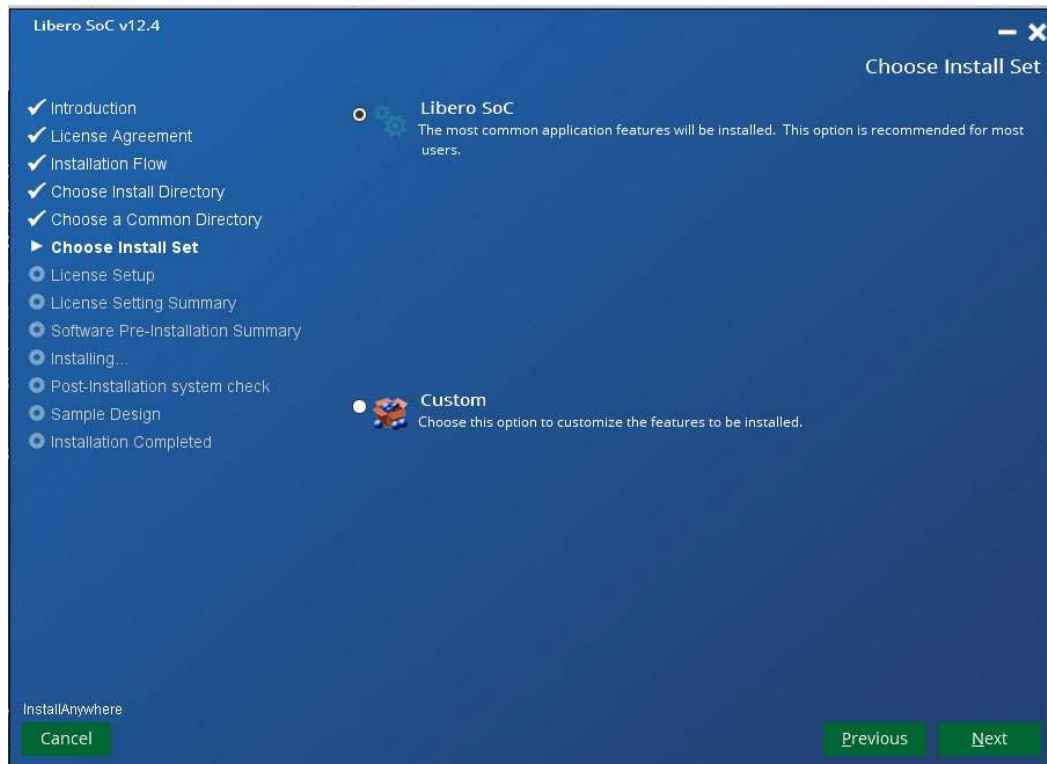 Libero SoC v12.4
Choose Install Set
Introduction
License Agreement
Installation Flow
Choose Install Directory
Choose a Common Directory
Choose Install Set
License Setup
License Setting Summary
Software Pre-Installation Summary
Installing...
Post-Installation system check
Sample Design
Installation Completed
Libero SoC
The most common application features will be installed. This option is recommended for most
users.
Custom
Choose this option to customize the features to be installed.
InstallAnywhere
Cancel
Previous
Next